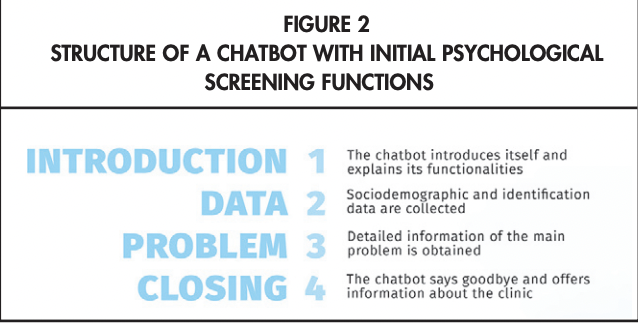 FIGURE 2
STRUCTURE OF A CHATBOT WITH INITIAL PSYCHOLOGICAL
SCREENING FUNCTIONS
INTRODUCTION 1 The chatbot introduces itself and
explains its functionalities
DATA 2 Sociodemographic and identification
data are collected
PROBLEM 3 Detailed information of the main
problem is obtained
CLOSING 4 The chatbot says goodbye and offers
information about the clinic